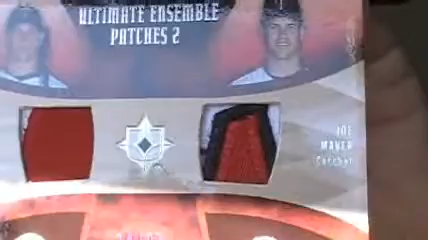 ULTIMATE ENSEMBLE
PATCHES 2
JOE
MAUER
Catcher